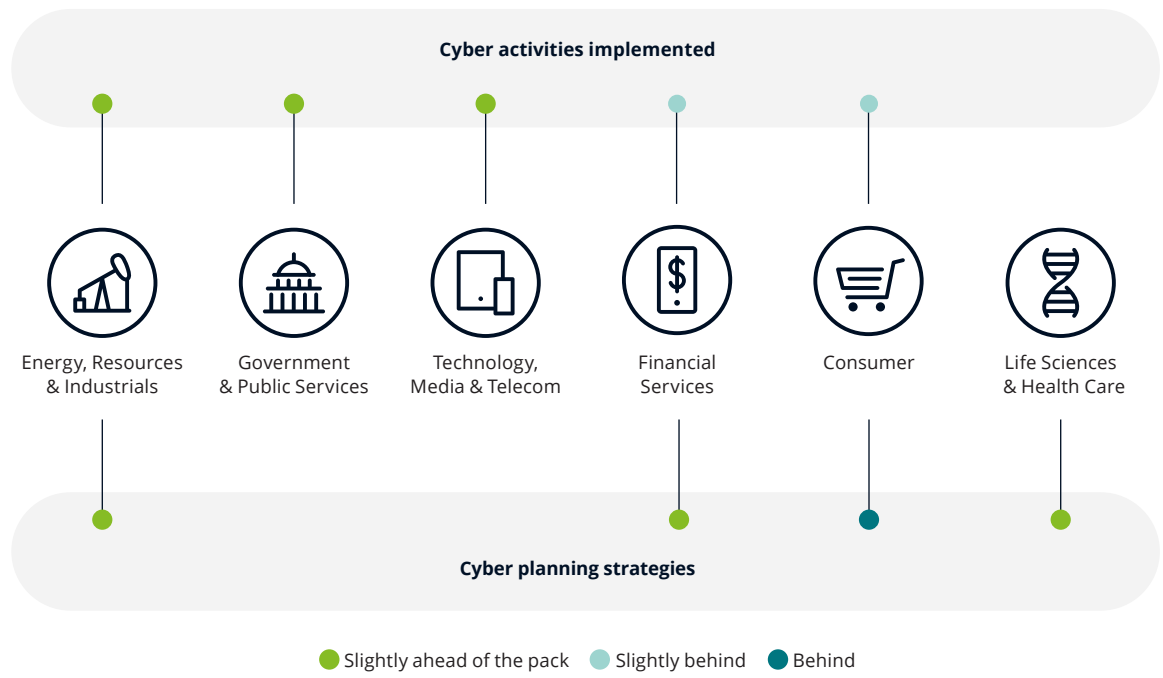 Cyber activities implemented
Energy, Resources
& Industrials
Government
& Public Services
Technology,
Media & Telecom
$
Financial
Services
Consumer
Life Sciences
& Health Care
Cyber planning strategies
Slightly ahead of the pack
Slightly behind
Behind